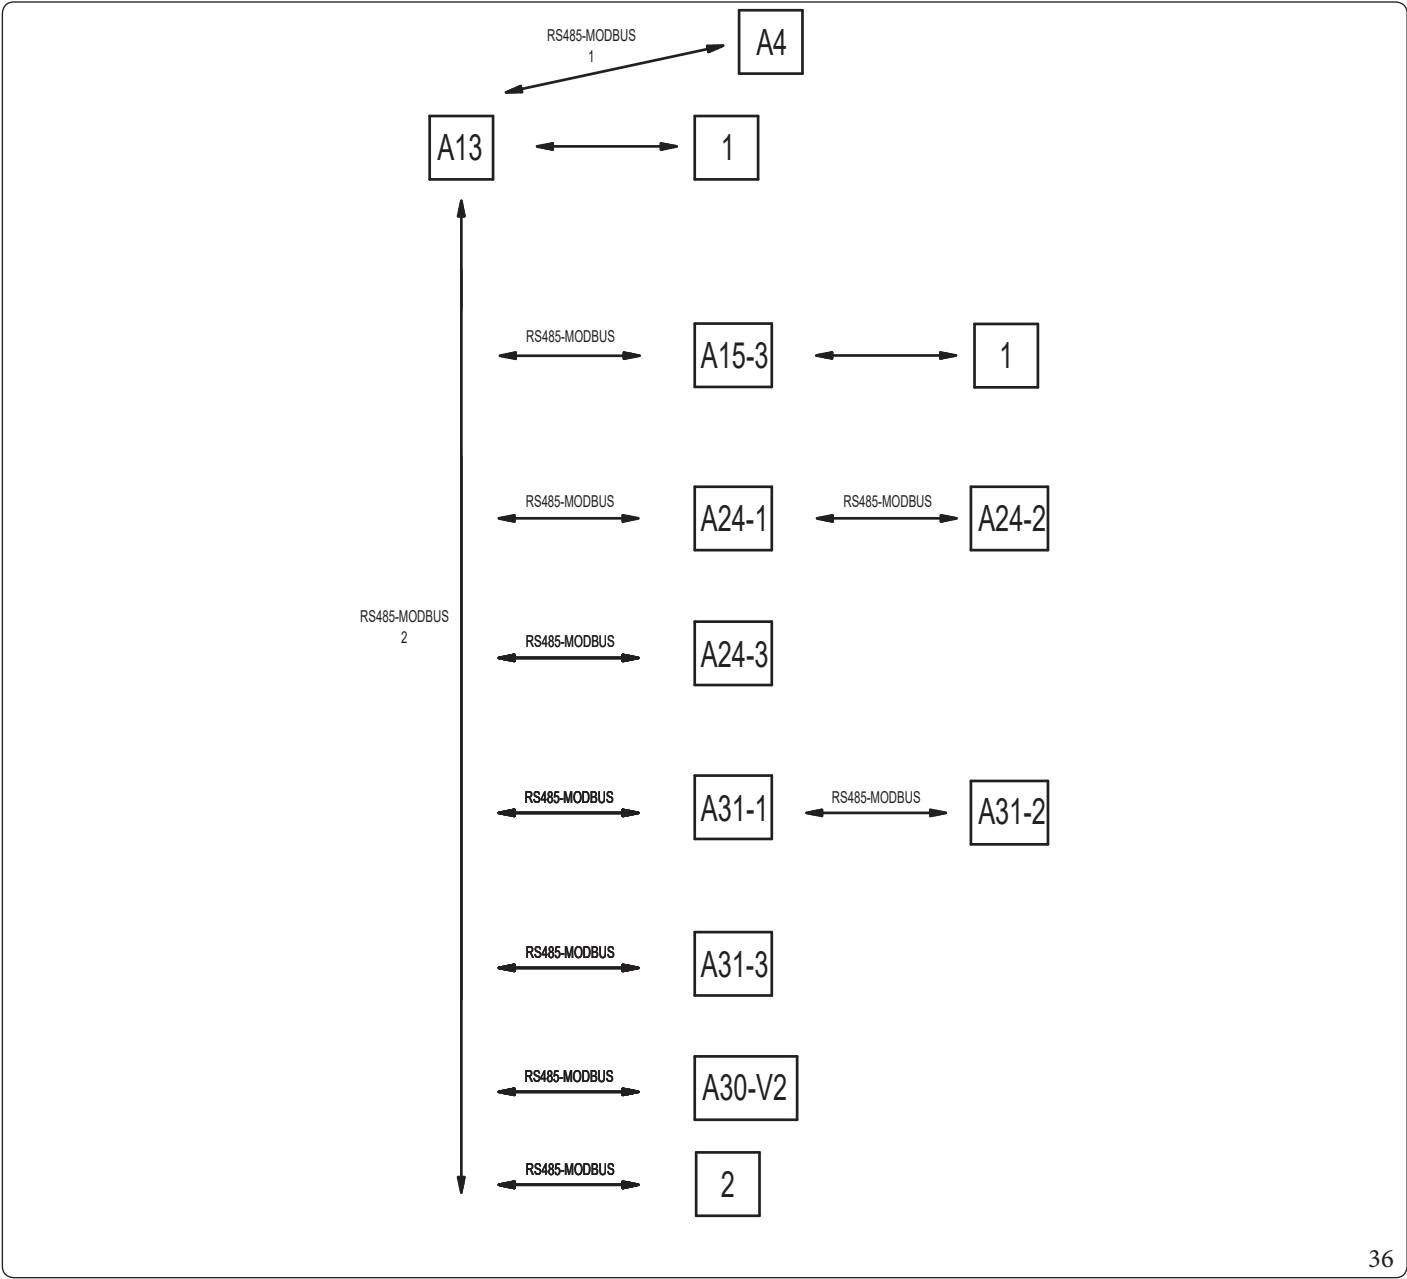 RS485-MODBUS
1
A4
A13
1
RS485-MODBUS
A15-3
1
RS485-MODBUS
A24-1
RS485-MODBUS
A24-2
RS485-MODBUS
2
RS485-MODBUS
A24-3
RS485-MODBUS
A31-1
RS485-MODBUS
A31-2
RS485-MODBUS
A31-3
RS485-MODBUS
A30-V2
RS485-MODBUS
2
36